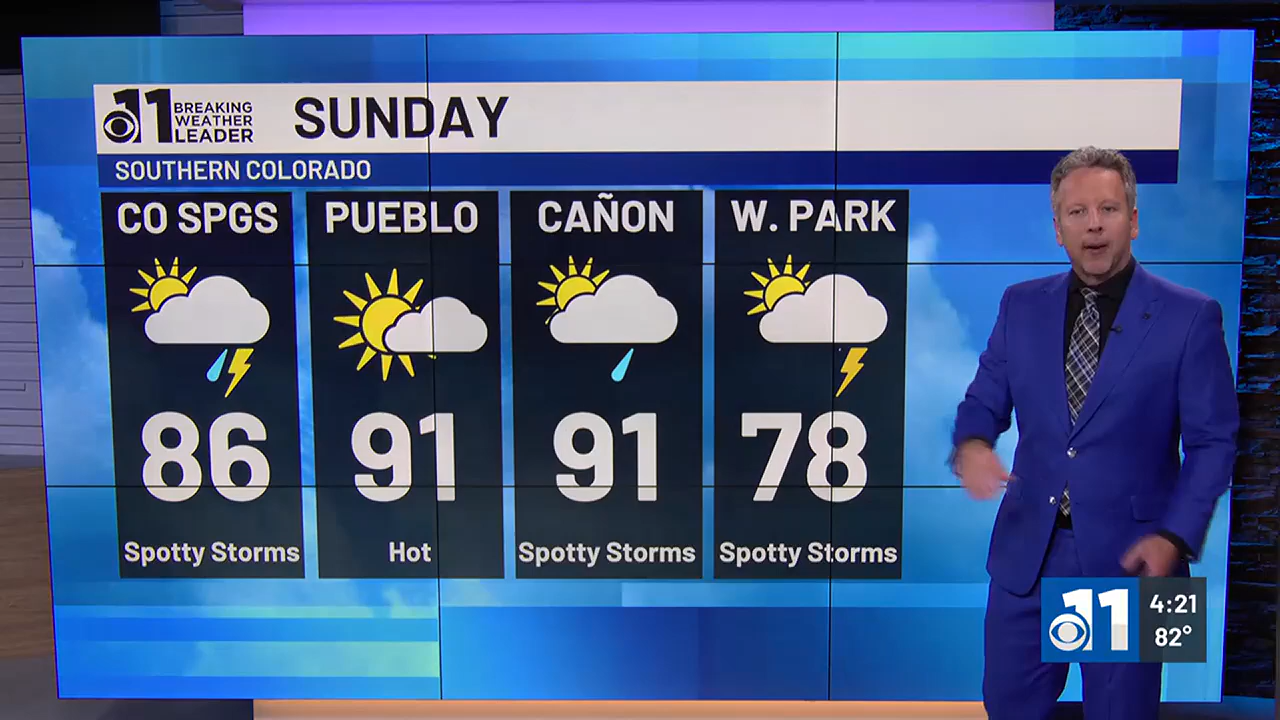 11
BREAKING
WEATHER
LEADER
SUNDAY
SOUTHERN COLORADO
CO SPGS
86
Spotty Storms
PUEBLO
91
Hot
CAÑON
91
Spotty Storms
W. PARK
78
Spotty Storms
11
4:21
82°